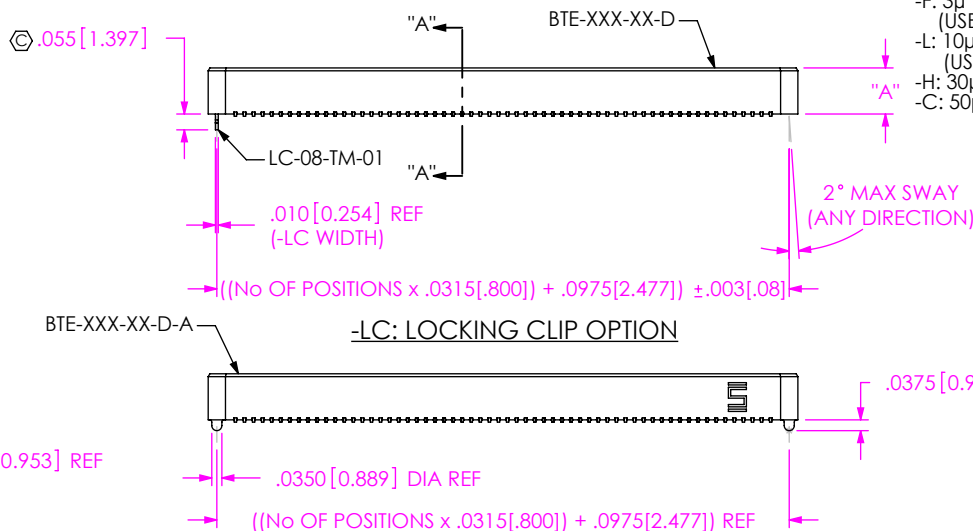 "A"
BTE-XXX-XX-D
-F: 3µ
(USE
-L: 10µ
(US
-H: 30µ
-C: 50µ
C .055[1.397]
"A"
LC-08-TM-01
"A"
2° MAX SWAY
(ANY DIRECTION)
.010[0.254] REF
(-LC WIDTH)
((No OF POSITIONS x .0315[.800]) + .0975[2.477]) ±.003[.08]
BTE-XXX-XX-D-A
-LC: LOCKING CLIP OPTION
.0375[0.9
0.953] REF
.0350[0.889] DIA REF
((No OF POSITIONS x .0315[.800]) + .0975[2.477]) REF